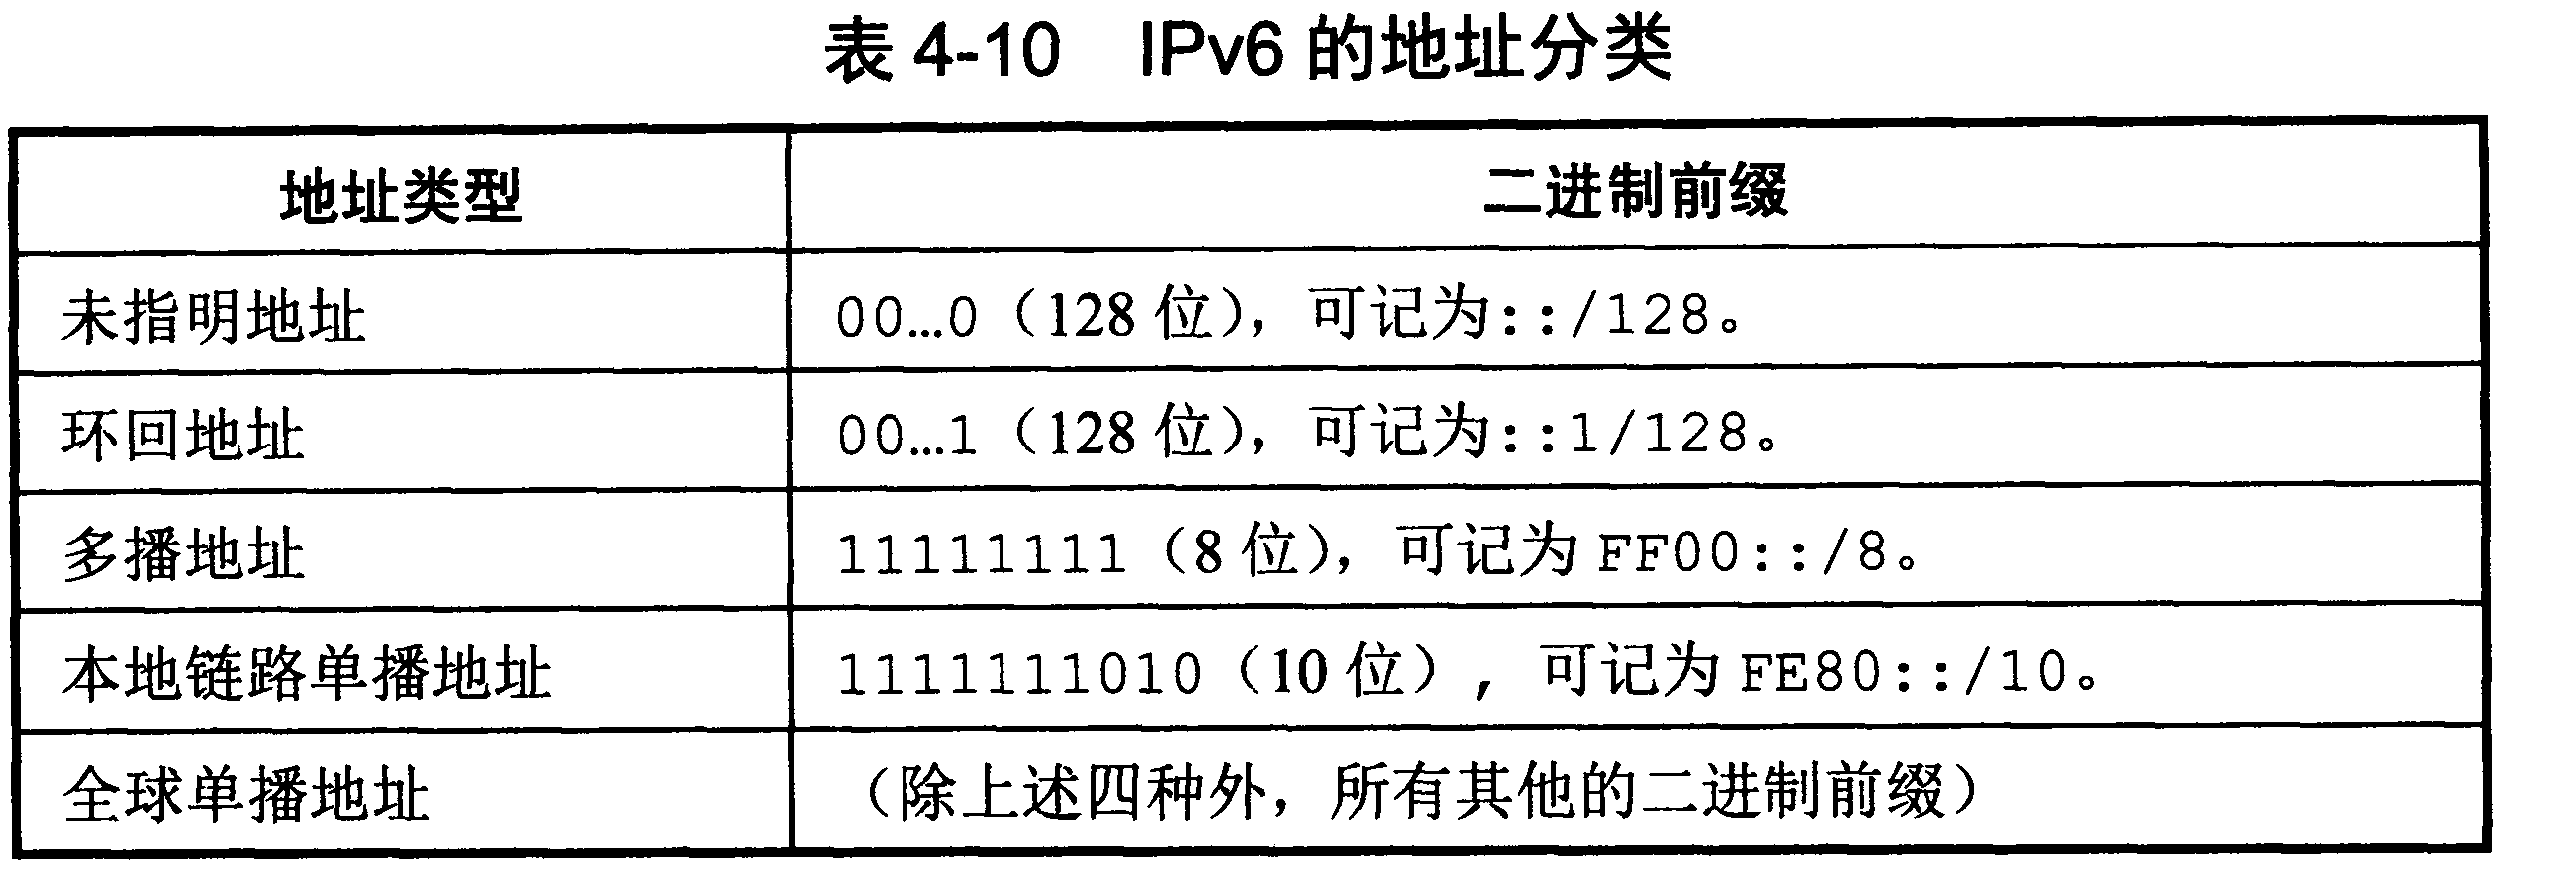 表 4-10 IPv6 的地址分类
地址类型 二进制前缀
未指明地址 00…0（128 位），可记为::/128。
环回地址 00…1（128 位），可记为::1/128。
多播地址 11111111（8 位），可记为 FF00::/8。
本地链路单播地址 1111111010（10 位）, 可记为 FE80::/10。
全球单播地址 （除上述四种外，所有其他的二进制前缀）